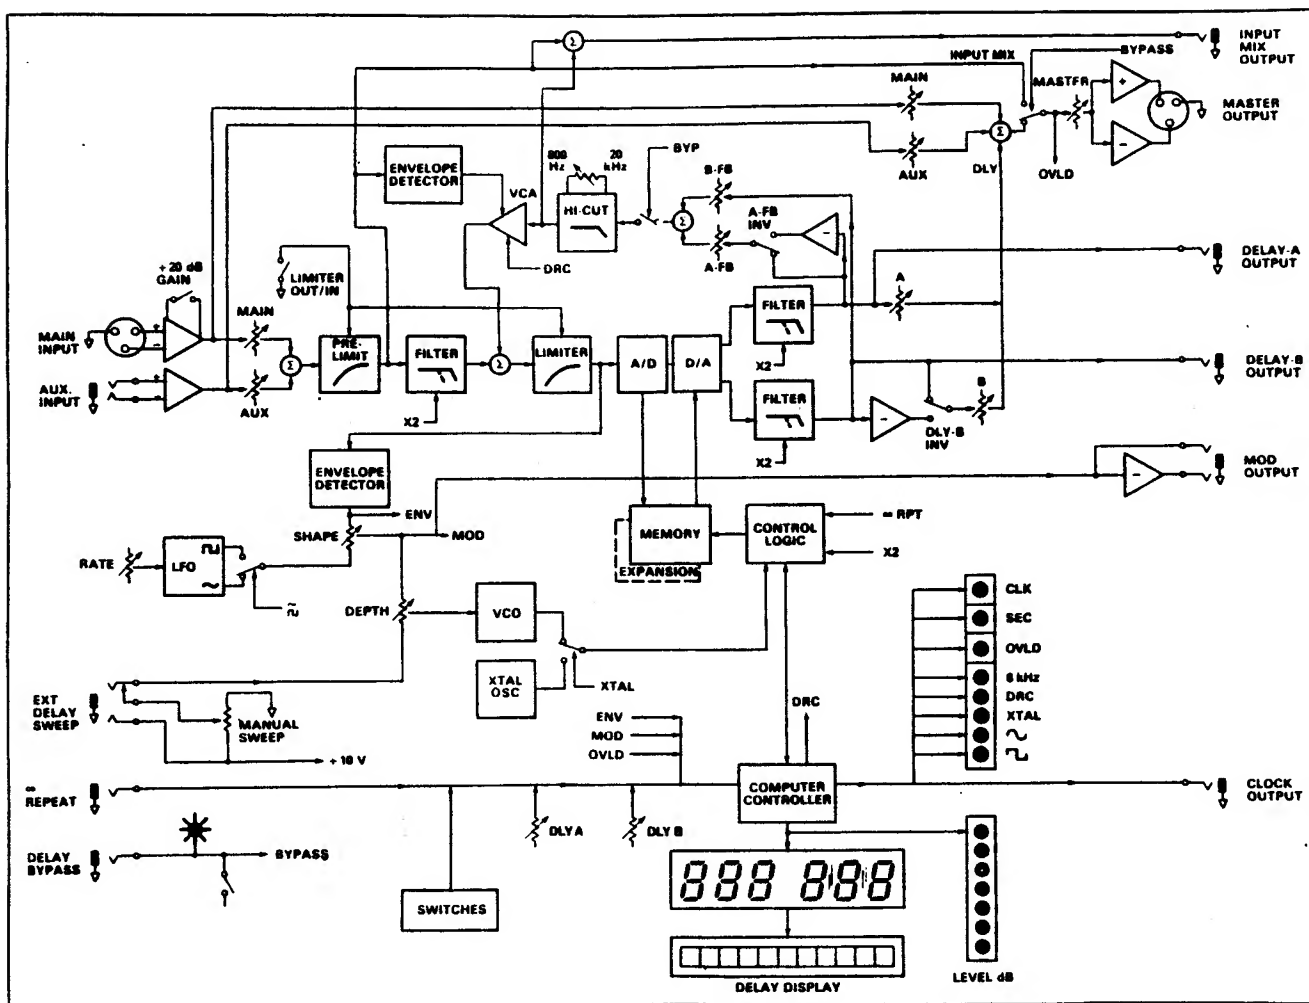 INPUT
MIX
OUTPUT
Σ
INPUT MIX
BYPASS
MAIN
MASTER
+
−
MASTER
OUTPUT
Σ
AUX
DLY
OVLD
ENVELOPE
DETECTOR
VCA
DRC
800
Hz
20
kHz
HI-CUT
BYP
Σ
B-FB
A-FB
A-FB
INV
−
DELAY-A
OUTPUT
+20 dB
GAIN
LIMITER
OUT/IN
MAIN
INPUT
+
−
MAIN
Σ
PRE-
LIMIT
FILTER
X2
Σ
LIMITER
A/D
D/A
FILTER
X2
A
AUX.
INPUT
+
−
AUX
FILTER
X2
−
DLY-B
INV
B
DELAY-B
OUTPUT
ENVELOPE
DETECTOR
ENV
SHAPE
MOD
−
MOD
OUTPUT
RATE
LFO
MEMORY
EXPANSION
CONTROL
LOGIC
∞ RPT
X2
DEPTH
VCO
XTAL
OSC
XTAL
CLK
SEC
OVLD
8 kHz
DRC
XTAL
EXT
DELAY
SWEEP
MANUAL
SWEEP
+10 V
ENV
MOD
OVLD
DRC
∞
REPEAT
COMPUTER
CONTROLLER
CLOCK
OUTPUT
DLY A
DLY B
DELAY
BYPASS
BYPASS
SWITCHES
888 888
DELAY DISPLAY
LEVEL dB